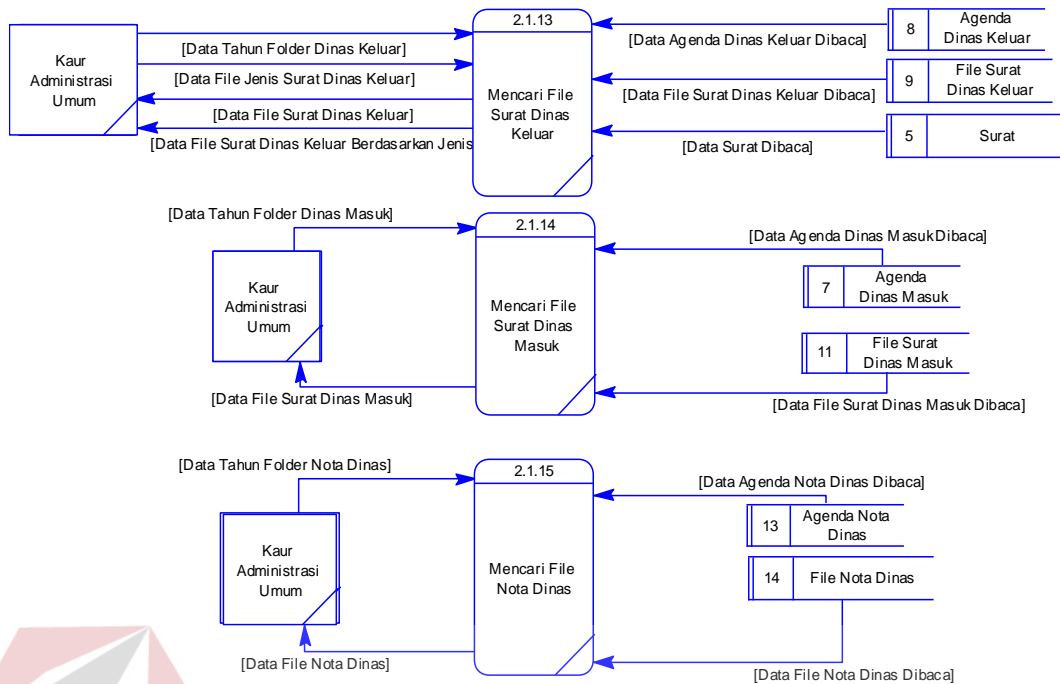 Kaur
Administrasi
Umum
[Data Tahun Folder Dinas Keluar]
[Data File Jenis Surat Dinas Keluar]
[Data File Surat Dinas Keluar]
[Data File Surat Dinas Keluar Berdasarkan Jenis]
2.1.13
Mencari File
Surat Dinas
Keluar
[Data Agenda Dinas Keluar Dibaca]
[Data File Surat Dinas Keluar Dibaca]
[Data Surat Dibaca]
8
Agenda
Dinas Keluar
9
File Surat
Dinas Keluar
5
Surat
[Data Tahun Folder Dinas Masuk]
Kaur
Administrasi
Umum
[Data File Surat Dinas Masuk]
2.1.14
Mencari File
Surat Dinas
Masuk
[Data Agenda Dinas Masuk Dibaca]
7
Agenda
Dinas Masuk
11
File Surat
Dinas Masuk
[Data File Surat Dinas Masuk Dibaca]
[Data Tahun Folder Nota Dinas]
Kaur
Administrasi
Umum
[Data File Nota Dinas]
2.1.15
Mencari File
Nota Dinas
[Data Agenda Nota Dinas Dibaca]
13
Agenda Nota
Dinas
14
File Nota Dinas
[Data File Nota Dinas Dibaca]